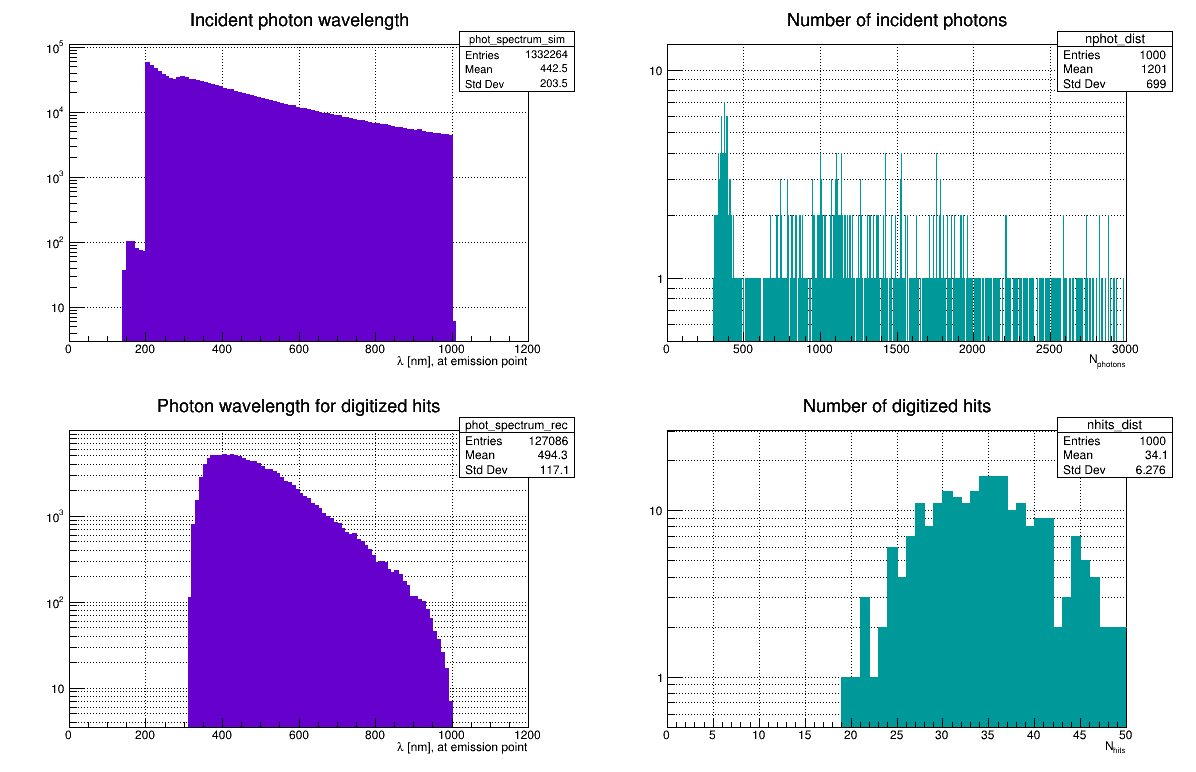 Incident photon wavelength
phot_spectrum_sim
Entries 1332264
Mean 442.5
Std Dev 203.5
10^5
10^4
10^3
10^2
10
0 200 400 600 800 1000 1200
λ [nm], at emission point
Number of incident photons
nphot_dist
Entries 1000
Mean 1201
Std Dev 699
10
1
0 500 1000 1500 2000 2500 3000
N_photons
Photon wavelength for digitized hits
phot_spectrum_rec
Entries 127086
Mean 494.3
Std Dev 117.1
10^3
10^2
10
0 200 400 600 800 1000 1200
λ [nm], at emission point
Number of digitized hits
nhits_dist
Entries 1000
Mean 34.1
Std Dev 6.276
10
1
0 5 10 15 20 25 30 35 40 45 50
N_hits